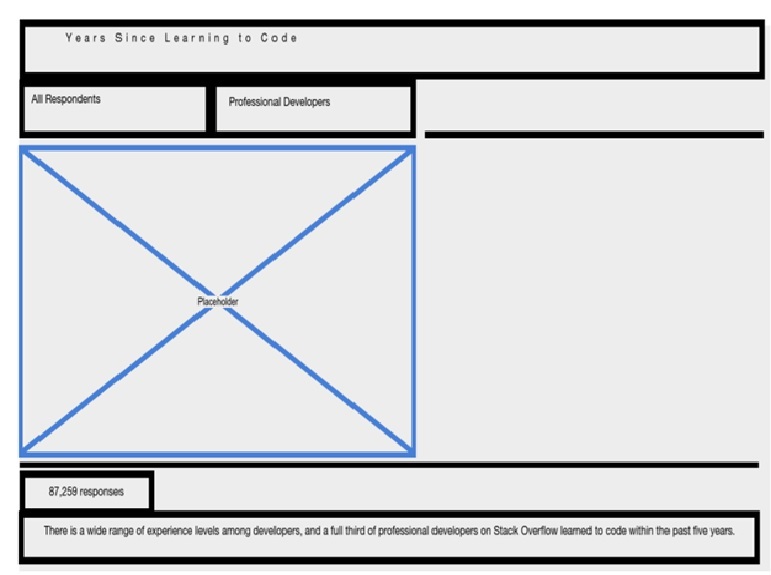 Years Since Learning to Code
All Respondents
Professional Developers
Placeholder
87,259 responses
There is a wide range of experience levels among developers, and a full third of professional developers on Stack Overflow learned to code within the past five years.